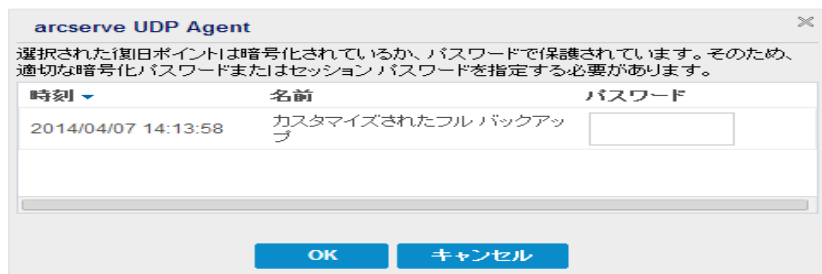 arcserve UDP Agent
選択された復旧ポイントは暗号化されているか、パスワードで保護されています。そのため、
適切な暗号化パスワードまたはセッション パスワードを指定する必要があります。
時刻 名前 パスワード
2014/04/07 14:13:58 カスタマイズされたフル バックアッ
プ
OK キャンセル